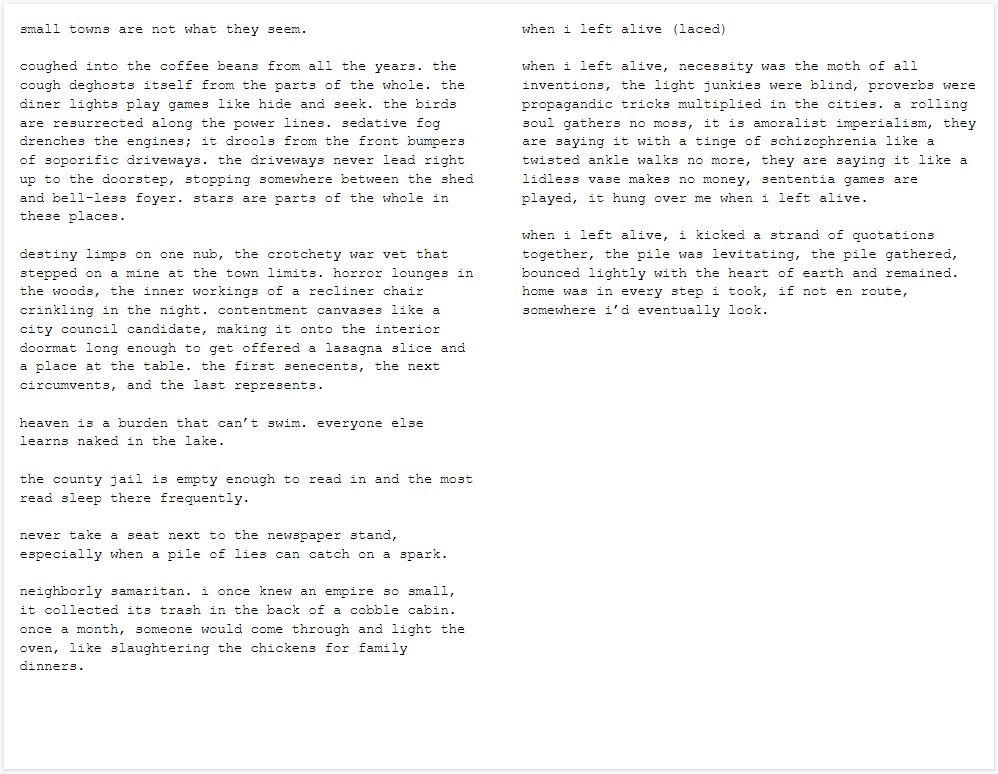 small towns are not what they seem.
coughed into the coffee beans from all the years. the
cough deghosts itself from the parts of the whole. the
diner lights play games like hide and seek. the birds
are resurrected along the power lines. sedative fog
drenches the engines; it drools from the front bumpers
of soporific driveways. the driveways never lead right
up to the doorstep, stopping somewhere between the shed
and bell-less foyer. stars are parts of the whole in
these places.
destiny limps on one nub, the crotchety war vet that
stepped on a mine at the town limits. horror lounges in
the woods, the inner workings of a recliner chair
crinkling in the night. contentment canvases like a
city council candidate, making it onto the interior
doormat long enough to get offered a lasagna slice and
a place at the table. the first senecents, the next
circumvents, and the last represents.
heaven is a burden that can't swim. everyone else
learns naked in the lake.
the county jail is empty enough to read in and the most
read sleep there frequently.
never take a seat next to the newspaper stand,
especially when a pile of lies can catch on a spark.
neighborly samaritan. i once knew an empire so small,
it collected its trash in the back of a cobble cabin.
once a month, someone would come through and light the
oven, like slaughtering the chickens for family
dinners.
when i left alive (laced)
when i left alive, necessity was the moth of all
inventions, the light junkies were blind, proverbs were
propagandic tricks multiplied in the cities. a rolling
soul gathers no moss, it is amoralist imperialism, they
are saying it with a tinge of schizophrenia like a
twisted ankle walks no more, they are saying it like a
lidless vase makes no money, sententia games are
played, it hung over me when i left alive.
when i left alive, i kicked a strand of quotations
together, the pile was levitating, the pile gathered,
bounced lightly with the heart of earth and remained.
home was in every step i took, if not en route,
somewhere i'd eventually look.